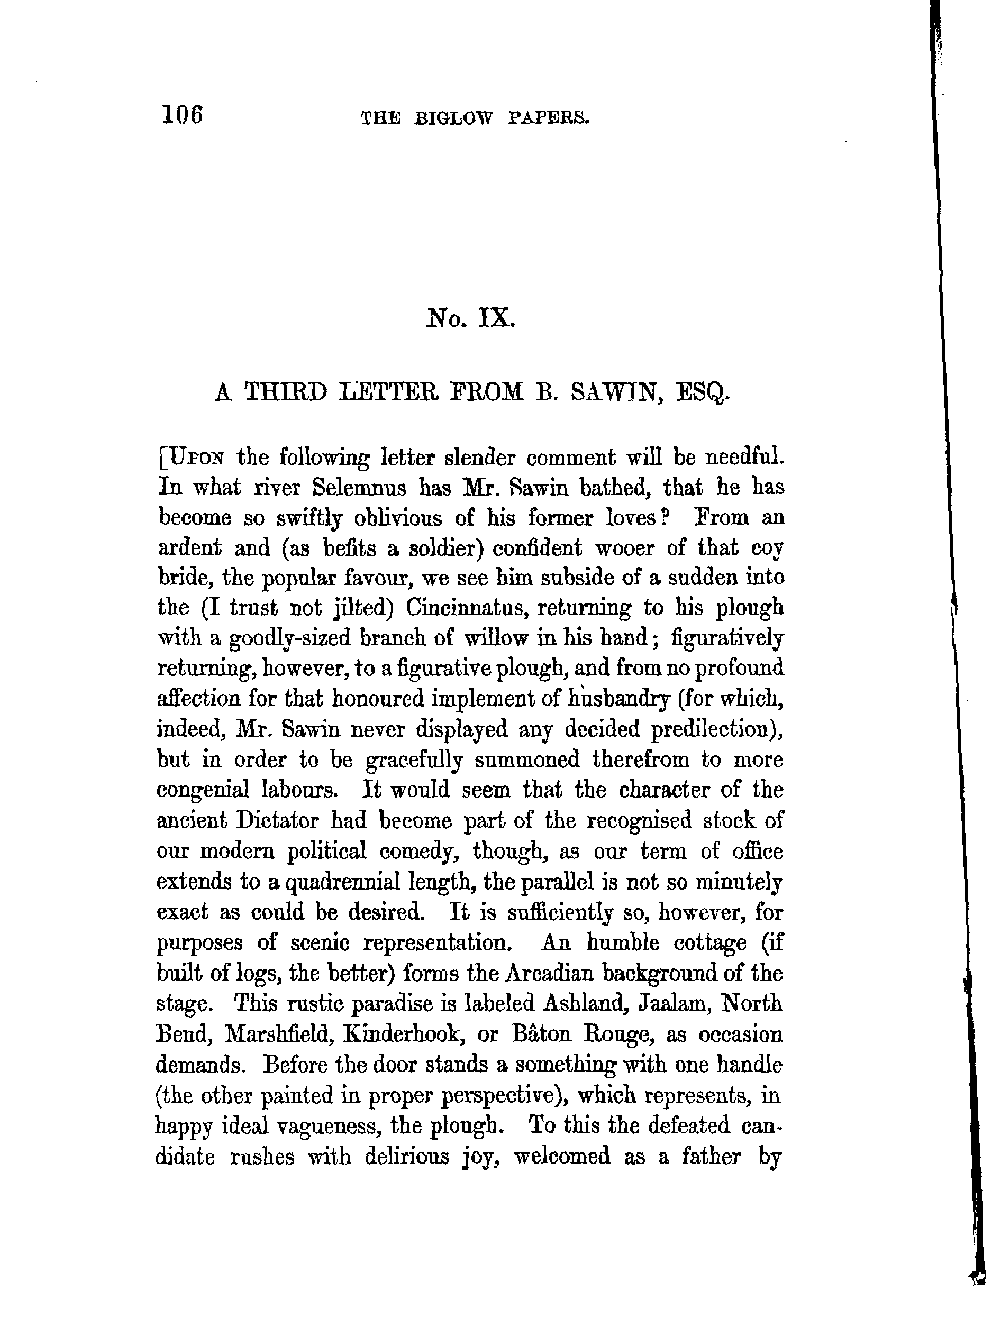 106 THE BIGLOW PAPERS.
No. IX.
A THIRD LETTER FROM B. SAWIN, ESQ.
[UPON the following letter slender comment will be needful.
In what river Selemnus has Mr. Sawin bathed, that he has
become so swiftly oblivious of his former loves? From an
ardent and (as befits a soldier) confident wooer of that coy
bride, the popular favour, we see him subside of a sudden into
the (I trust not jilted) Cincinnatus, returning to his plough
with a goodly-sized branch of willow in his hand; figuratively
returning, however, to a figurative plough, and from no profound
affection for that honoured implement of husbandry (for which,
indeed, Mr. Sawin never displayed any decided predilection),
but in order to be gracefully summoned therefrom to more
congenial labours. It would seem that the character of the
ancient Dictator had become part of the recognised stock of
our modern political comedy, though, as our term of office
extends to a quadrennial length, the parallel is not so minutely
exact as could be desired. It is sufficiently so, however, for
purposes of scenic representation. An humble cottage (if
built of logs, the better) forms the Arcadian background of the
stage. This rustic paradise is labeled Ashland, Jaalam, North
Bend, Marshfield, Kinderhook, or Bâton Rouge, as occasion
demands. Before the door stands a something with one handle
(the other painted in proper perspective), which represents, in
happy ideal vagueness, the plough. To this the defeated can-
didate rushes with delirious joy, welcomed as a father by